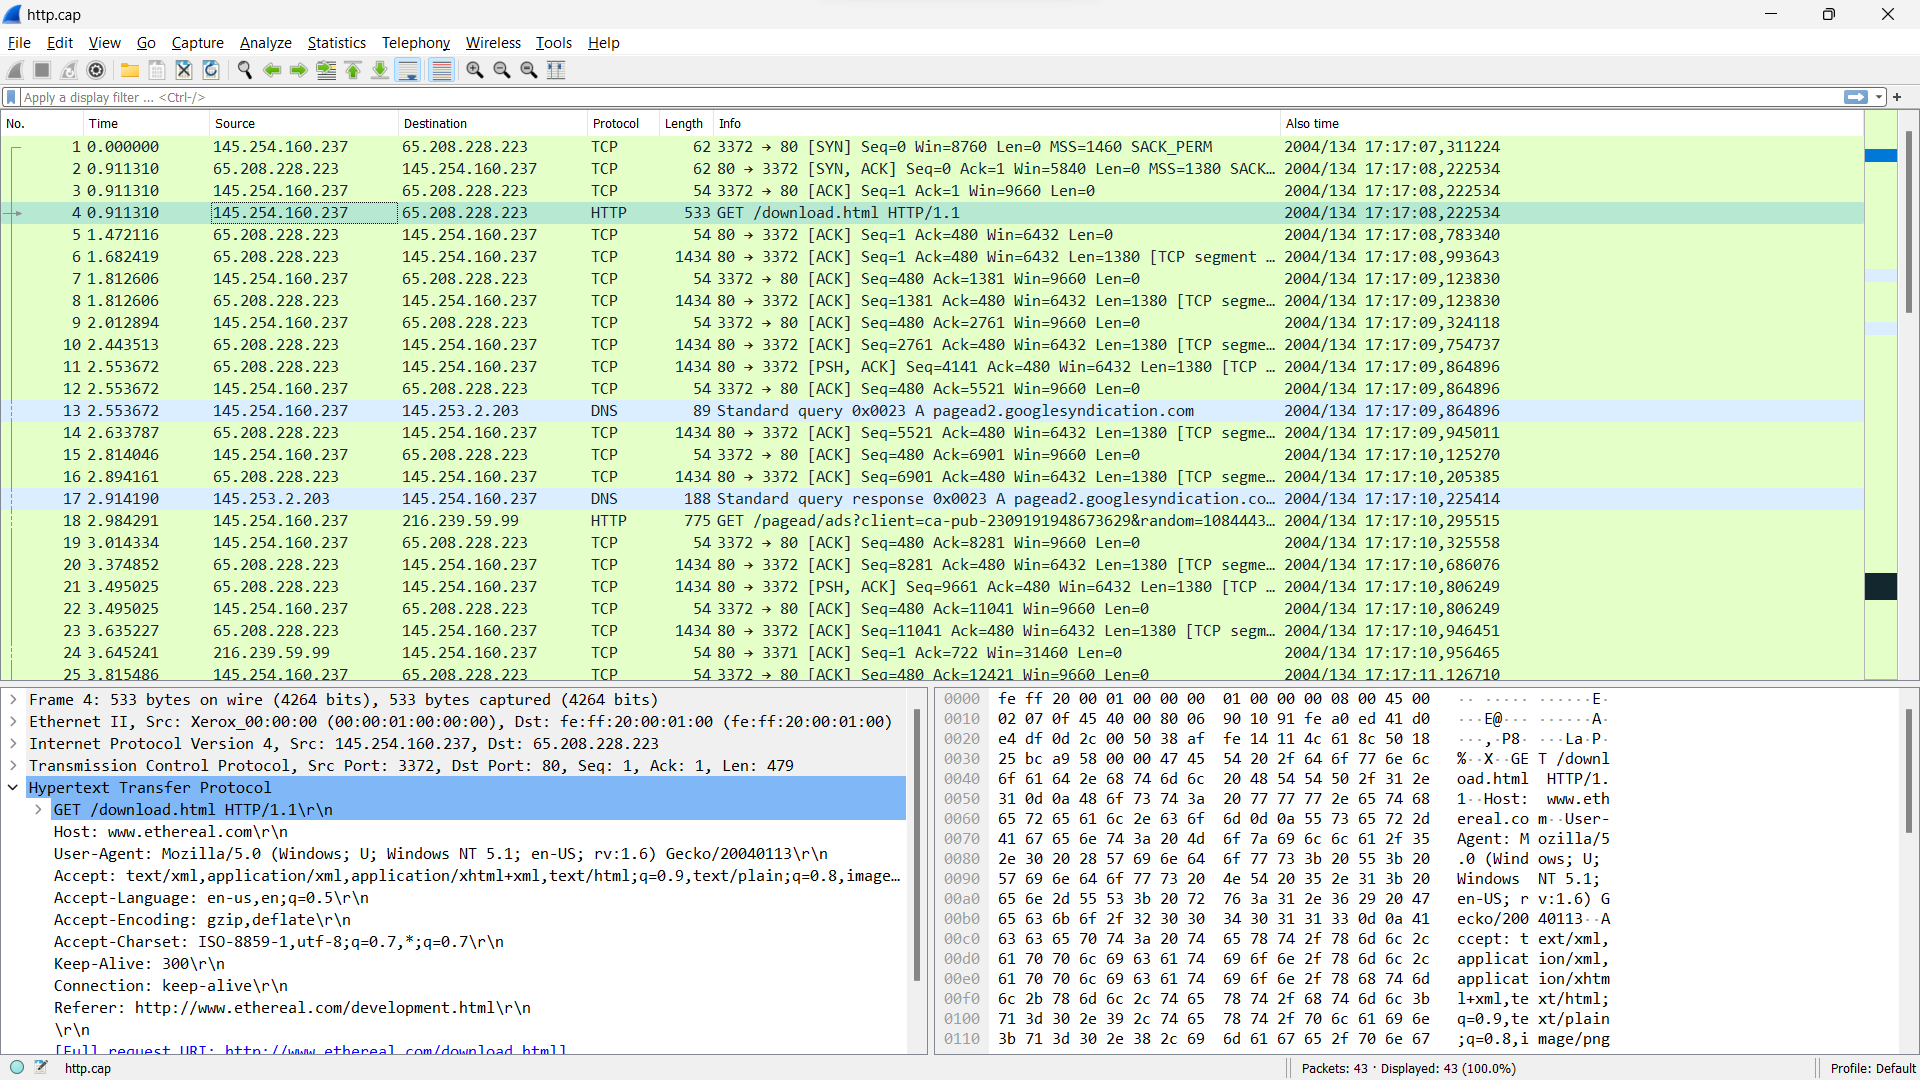 http.cap
File Edit View Go Capture Analyze Statistics Telephony Wireless Tools Help
Apply a display filter ... <Ctrl-/>
No. Time Source Destination Protocol Length Info Also time
1 0.000000 145.254.160.237 65.208.228.223 TCP 62 3372 → 80 [SYN] Seq=0 Win=8760 Len=0 MSS=1460 SACK_PERM 2004/134 17:17:07,311224
2 0.911310 65.208.228.223 145.254.160.237 TCP 62 80 → 3372 [SYN, ACK] Seq=0 Ack=1 Win=5840 Len=0 MSS=1380 SACK… 2004/134 17:17:08,222534
3 0.911310 145.254.160.237 65.208.228.223 TCP 54 3372 → 80 [ACK] Seq=1 Ack=1 Win=9660 Len=0 2004/134 17:17:08,222534
4 0.911310 145.254.160.237 65.208.228.223 HTTP 533 GET /download.html HTTP/1.1 2004/134 17:17:08,222534
5 1.472116 65.208.228.223 145.254.160.237 TCP 54 80 → 3372 [ACK] Seq=1 Ack=480 Win=6432 Len=0 2004/134 17:17:08,783340
6 1.682419 65.208.228.223 145.254.160.237 TCP 1434 80 → 3372 [ACK] Seq=1 Ack=480 Win=6432 Len=1380 [TCP segment … 2004/134 17:17:08,993643
7 1.812606 145.254.160.237 65.208.228.223 TCP 54 3372 → 80 [ACK] Seq=480 Ack=1381 Win=9660 Len=0 2004/134 17:17:09,123830
8 1.812606 65.208.228.223 145.254.160.237 TCP 1434 80 → 3372 [ACK] Seq=1381 Ack=480 Win=6432 Len=1380 [TCP segme… 2004/134 17:17:09,123830
9 2.012894 145.254.160.237 65.208.228.223 TCP 54 3372 → 80 [ACK] Seq=480 Ack=2761 Win=9660 Len=0 2004/134 17:17:09,324118
10 2.443513 65.208.228.223 145.254.160.237 TCP 1434 80 → 3372 [ACK] Seq=2761 Ack=480 Win=6432 Len=1380 [TCP segme… 2004/134 17:17:09,754737
11 2.553672 65.208.228.223 145.254.160.237 TCP 1434 80 → 3372 [PSH, ACK] Seq=4141 Ack=480 Win=6432 Len=1380 [TCP … 2004/134 17:17:09,864896
12 2.553672 145.254.160.237 65.208.228.223 TCP 54 3372 → 80 [ACK] Seq=480 Ack=5521 Win=9660 Len=0 2004/134 17:17:09,864896
13 2.553672 145.254.160.237 145.253.2.203 DNS 89 Standard query 0x0023 A pagead2.googlesyndication.com 2004/134 17:17:09,864896
14 2.633787 65.208.228.223 145.254.160.237 TCP 1434 80 → 3372 [ACK] Seq=5521 Ack=480 Win=6432 Len=1380 [TCP segme… 2004/134 17:17:09,945011
15 2.814046 145.254.160.237 65.208.228.223 TCP 54 3372 → 80 [ACK] Seq=480 Ack=6901 Win=9660 Len=0 2004/134 17:17:10,125270
16 2.894161 65.208.228.223 145.254.160.237 TCP 1434 80 → 3372 [ACK] Seq=6901 Ack=480 Win=6432 Len=1380 [TCP segme… 2004/134 17:17:10,205385
17 2.914190 145.253.2.203 145.254.160.237 DNS 188 Standard query response 0x0023 A pagead2.googlesyndication.co… 2004/134 17:17:10,225414
18 2.984291 145.254.160.237 216.239.59.99 HTTP 775 GET /pagead/ads?client=ca-pub-2309191948673629&random=1084443… 2004/134 17:17:10,295515
19 3.014334 145.254.160.237 65.208.228.223 TCP 54 3372 → 80 [ACK] Seq=480 Ack=8281 Win=9660 Len=0 2004/134 17:17:10,325558
20 3.374852 65.208.228.223 145.254.160.237 TCP 1434 80 → 3372 [ACK] Seq=8281 Ack=480 Win=6432 Len=1380 [TCP segme… 2004/134 17:17:10,686076
21 3.495025 65.208.228.223 145.254.160.237 TCP 1434 80 → 3372 [PSH, ACK] Seq=9661 Ack=480 Win=6432 Len=1380 [TCP … 2004/134 17:17:10,806249
22 3.495025 145.254.160.237 65.208.228.223 TCP 54 3372 → 80 [ACK] Seq=480 Ack=11041 Win=9660 Len=0 2004/134 17:17:10,806249
23 3.635227 65.208.228.223 145.254.160.237 TCP 1434 80 → 3372 [ACK] Seq=11041 Ack=480 Win=6432 Len=1380 [TCP segm… 2004/134 17:17:10,946451
24 3.645241 216.239.59.99 145.254.160.237 TCP 54 80 → 3371 [ACK] Seq=1 Ack=722 Win=31460 Len=0 2004/134 17:17:10,956465
25 3.815486 145.254.160.237 65.208.228.223 TCP 54 3372 → 80 [ACK] Seq=480 Ack=12421 Win=9660 Len=0 2004/134 17:17:11,126710
Frame 4: 533 bytes on wire (4264 bits), 533 bytes captured (4264 bits)
Ethernet II, Src: Xerox_00:00:00 (00:00:01:00:00:00), Dst: fe:ff:20:00:01:00 (fe:ff:20:00:01:00)
Internet Protocol Version 4, Src: 145.254.160.237, Dst: 65.208.228.223
Transmission Control Protocol, Src Port: 3372, Dst Port: 80, Seq: 1, Ack: 1, Len: 479
Hypertext Transfer Protocol
GET /download.html HTTP/1.1\r\n
Host: www.ethereal.com\r\n
User-Agent: Mozilla/5.0 (Windows; U; Windows NT 5.1; en-US; rv:1.6) Gecko/20040113\r\n
Accept: text/xml,application/xml,application/xhtml+xml,text/html;q=0.9,text/plain;q=0.8,image…
Accept-Language: en-us,en;q=0.5\r\n
Accept-Encoding: gzip,deflate\r\n
Accept-Charset: ISO-8859-1,utf-8;q=0.7,*;q=0.7\r\n
Keep-Alive: 300\r\n
Connection: keep-alive\r\n
Referer: http://www.ethereal.com/development.html\r\n
\r\n
[Full request URI: http://www.ethereal.com/download.html]
0000 fe ff 20 00 01 00 00 00 01 00 00 00 08 00 45 00 ·· ····· ······E·
0010 02 07 0f 45 40 00 80 06 90 10 91 fe a0 ed 41 d0 ···E@··· ······A·
0020 e4 df 0d 2c 00 50 38 af fe 14 11 4c 61 8c 50 18 ···,·P8· ···La·P·
0030 25 bc a9 58 00 00 47 45 54 20 2f 64 6f 77 6e 6c %··X··GE T /downl
0040 6f 61 64 2e 68 74 6d 6c 20 48 54 54 50 2f 31 2e oad.html HTTP/1.
0050 31 0d 0a 48 6f 73 74 3a 20 77 77 77 2e 65 74 68 1··Host: www.eth
0060 65 72 65 61 6c 2e 63 6f 6d 0d 0a 55 73 65 72 2d ereal.co m··User-
0070 41 67 65 6e 74 3a 20 4d 6f 7a 69 6c 6c 61 2f 35 Agent: M ozilla/5
0080 2e 30 20 28 57 69 6e 64 6f 77 73 3b 20 55 3b 20 .0 (Wind ows; U;
0090 57 69 6e 64 6f 77 73 20 4e 54 20 35 2e 31 3b 20 Windows NT 5.1;
00a0 65 6e 2d 55 53 3b 20 72 76 3a 31 2e 36 29 20 47 en-US; r v:1.6) G
00b0 65 63 6b 6f 2f 32 30 30 34 30 31 31 33 0d 0a 41 ecko/200 40113··A
00c0 63 63 65 70 74 3a 20 74 65 78 74 2f 78 6d 6c 2c ccept: t ext/xml,
00d0 61 70 70 6c 69 63 61 74 69 6f 6e 2f 78 6d 6c 2c applicat ion/xml,
00e0 61 70 70 6c 69 63 61 74 69 6f 6e 2f 78 68 74 6d applicat ion/xhtm
00f0 6c 2b 78 6d 6c 2c 74 65 78 74 2f 68 74 6d 6c 3b l+xml,te xt/html;
0100 71 3d 30 2e 39 2c 74 65 78 74 2f 70 6c 61 69 6e q=0.9,te xt/plain
0110 3b 71 3d 30 2e 38 2c 69 6d 61 67 65 2f 70 6e 67 ;q=0.8,i mage/png
http.cap Packets: 43 · Displayed: 43 (100.0%) Profile: Default